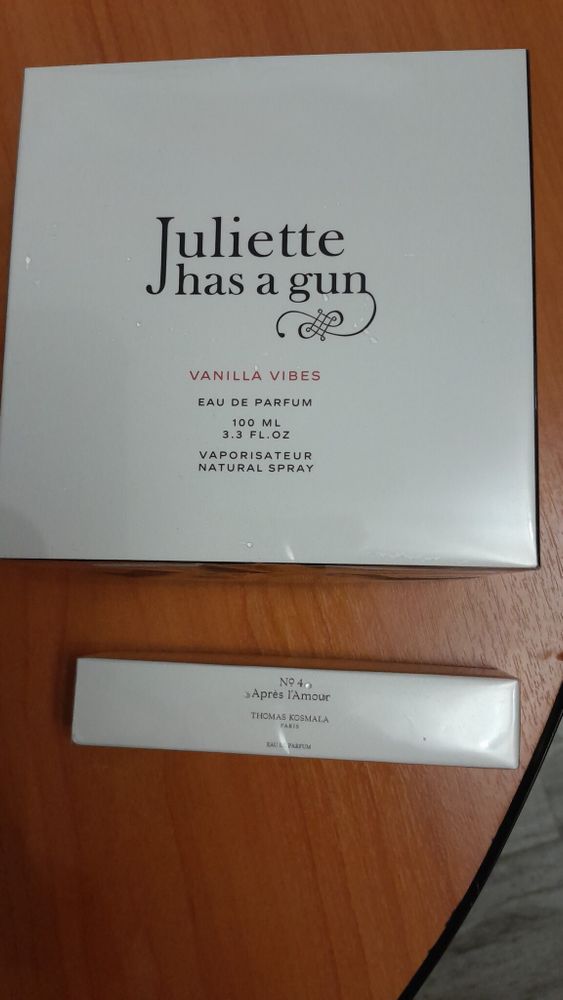 Juliette
has a gun
VANILLA VIBES
EAU DE PARFUM
100 ML
3.3 FL.OZ
VAPORISATEUR
NATURAL SPRAY
Nº 4
Après l'Amour
THOMAS KOSMALA
PARIS
EAU DE PARFUM